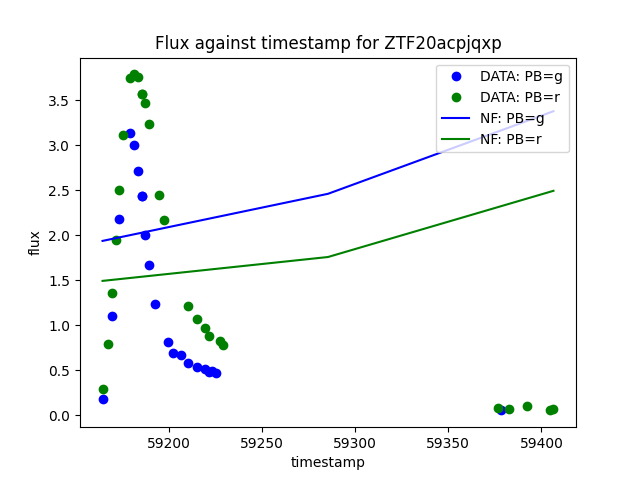 Flux against timestamp for ZTF20acpjqxp
DATA: PB=g
DATA: PB=r
NF: PB=g
NF: PB=r
flux
3.5
3.0
2.5
2.0
1.5
1.0
0.5
0.0
59200 59250 59300 59350 59400
timestamp